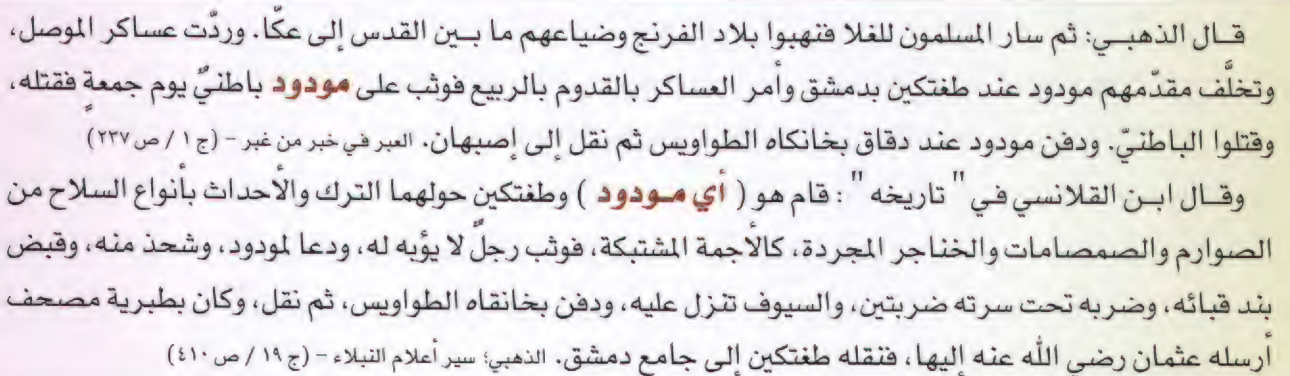 قال الذهبي: ثم سار المسلمون للغلا فنهبوا بلاد الفرنج وضياعهم ما بين القدس إلى عكّا. وردّت عساكر الموصل،
وتخلَّف مقدّمهم مودود عند طغتكين بدمشق وأمر العساكر بالقدوم بالربيع فوثب على مودود باطنيٌّ يوم جمعةٍ فقتله،
وقتلوا الباطنيّ. ودفن مودود عند دقاق بخانكاه الطواويس ثم نقل إلى إصبهان. العبر في خبر من غبر - (ج ١ / ص ٢٣٧)
وقال ابن القلانسي في " تاريخه " : قام هو ( أي مودود ) وطغتكين حولهما الترك والأحداث بأنواع السلاح من
الصوارم والصمصامات والخناجر المجردة، كالأجمة المشتبكة، فوثب رجلٌ لا يؤبه له، ودعا لمودود، وشحذ منه، وقبض
بند قبائه، وضربه تحت سرته ضربتين، والسيوف تنزل عليه، ودفن بخانقاه الطواويس، ثم نقل، وكان بطبرية مصحف
أرسله عثمان رضي الله عنه إليها، فنقله طغتكين إلى جامع دمشق. الذهبي؛ سير أعلام النبلاء - (ج ١٩ / ص ٤١٠)